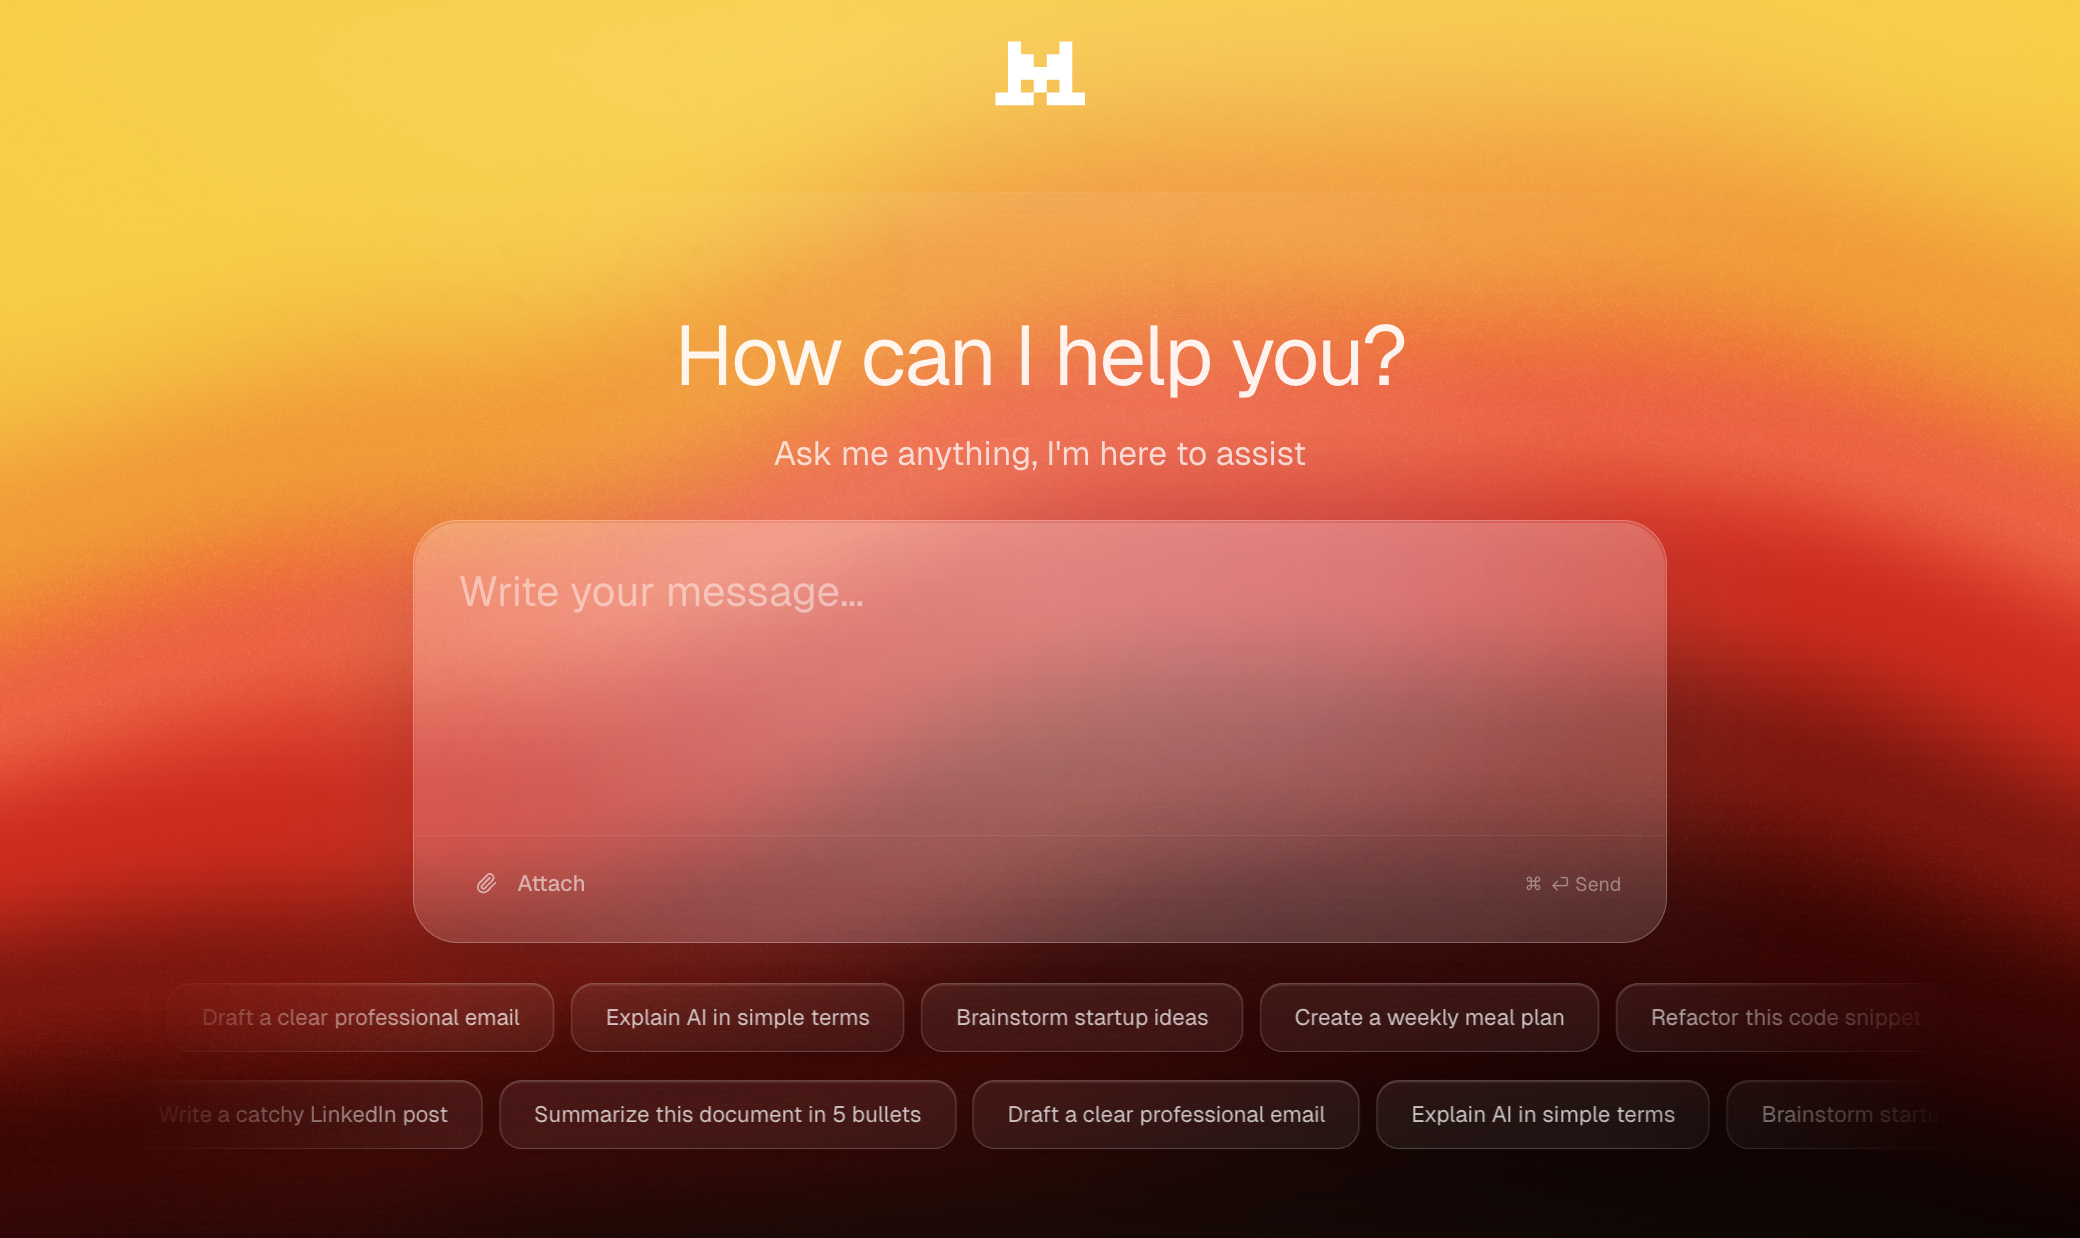 How can I help you?
Ask me anything, I'm here to assist
Write your message...
Attach
⌘ ⏎ Send
Draft a clear professional email
Explain AI in simple terms
Brainstorm startup ideas
Create a weekly meal plan
Refactor this code snippet
Write a catchy LinkedIn post
Summarize this document in 5 bullets
Draft a clear professional email
Explain AI in simple terms
Brainstorm